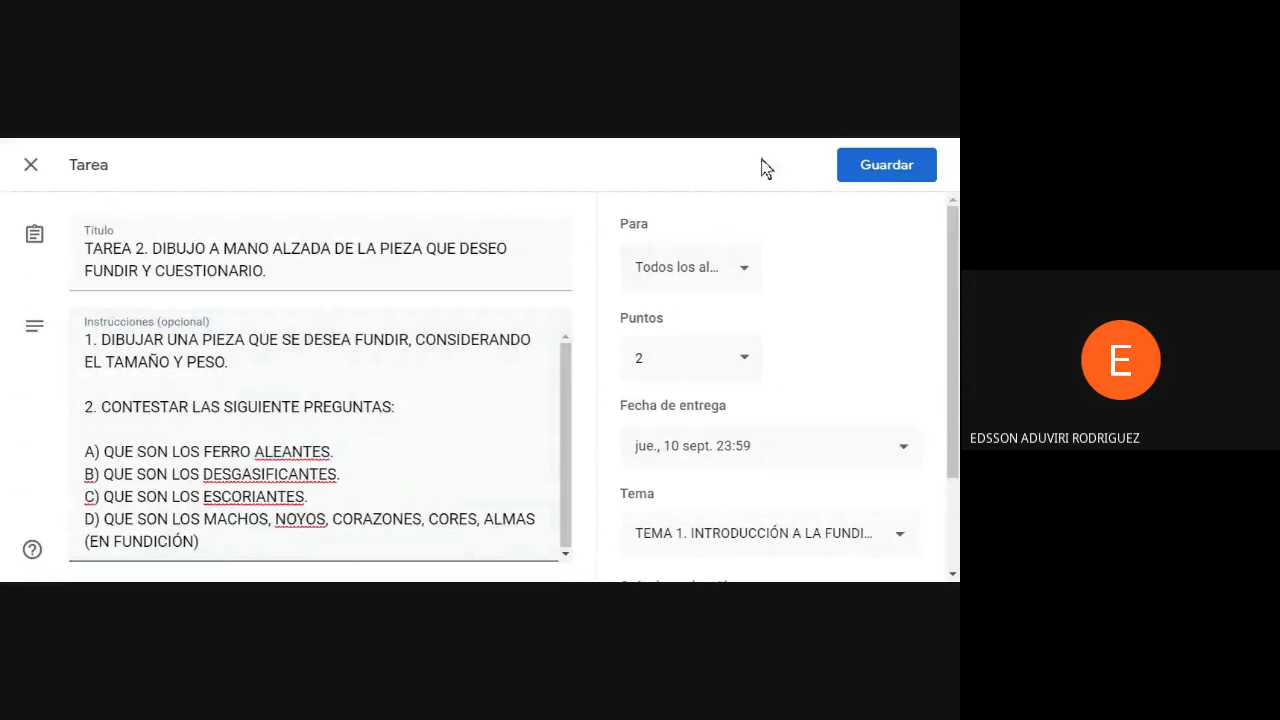 Tarea
Guardar
Título
TAREA 2. DIBUJO A MANO ALZADA DE LA PIEZA QUE DESEO
FUNDIR Y CUESTIONARIO.
Instrucciones (opcional)
1. DIBUJAR UNA PIEZA QUE SE DESEA FUNDIR, CONSIDERANDO
EL TAMAÑO Y PESO.
2. CONTESTAR LAS SIGUIENTE PREGUNTAS:
A) QUE SON LOS FERRO ALEANTES.
B) QUE SON LOS DESGASIFICANTES.
C) QUE SON LOS ESCORIANTES.
D) QUE SON LOS MACHOS, NOYOS, CORAZONES, CORES, ALMAS
(EN FUNDICIÓN)
Para
Todos los al...
Puntos
2
Fecha de entrega
jue., 10 sept. 23:59
Tema
TEMA 1. INTRODUCCIÓN A LA FUNDI...
E
EDSSON ADUVIRI RODRIGUEZ